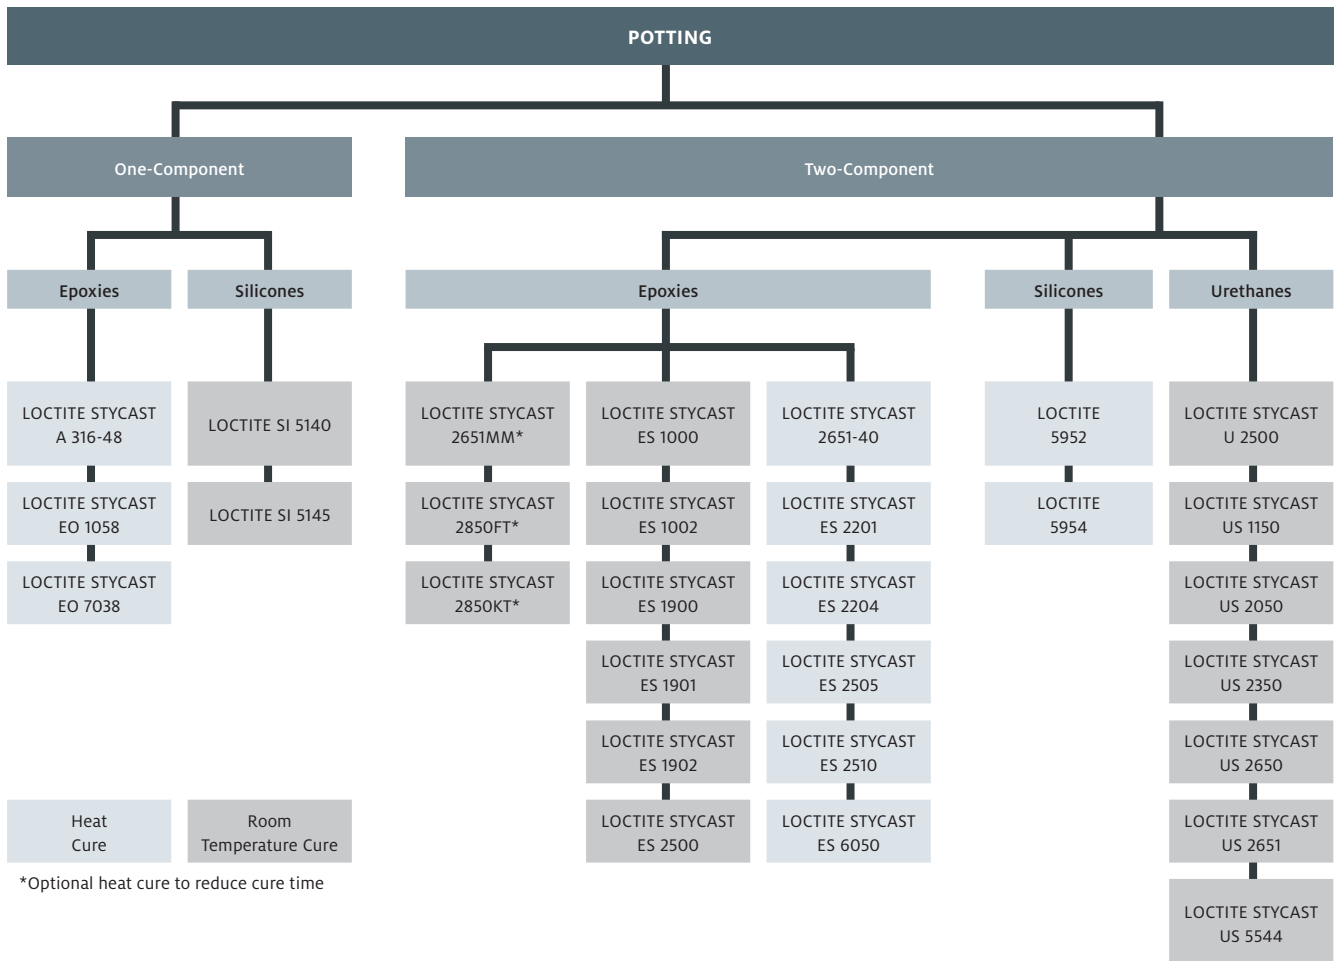 POTTING
One-Component
Two-Component
Epoxies
Silicones
Epoxies
Silicones
Urethanes
LOCTITE STYCAST
A 316-48
LOCTITE STYCAST
EO 1058
LOCTITE STYCAST
EO 7038
LOCTITE SI 5140
LOCTITE SI 5145
LOCTITE STYCAST
2651MM*
LOCTITE STYCAST
2850FT*
LOCTITE STYCAST
2850KT*
LOCTITE STYCAST
ES 1000
LOCTITE STYCAST
ES 1002
LOCTITE STYCAST
ES 1900
LOCTITE STYCAST
ES 1901
LOCTITE STYCAST
ES 1902
LOCTITE STYCAST
ES 2500
LOCTITE STYCAST
2651-40
LOCTITE STYCAST
ES 2201
LOCTITE STYCAST
ES 2204
LOCTITE STYCAST
ES 2505
LOCTITE STYCAST
ES 2510
LOCTITE STYCAST
ES 6050
LOCTITE
5952
LOCTITE
5954
LOCTITE STYCAST
U 2500
LOCTITE STYCAST
US 1150
LOCTITE STYCAST
US 2050
LOCTITE STYCAST
US 2350
LOCTITE STYCAST
US 2650
LOCTITE STYCAST
US 2651
LOCTITE STYCAST
US 5544
Heat
Cure
Room
Temperature Cure
*Optional heat cure to reduce cure time